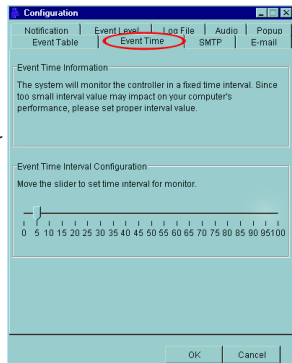 Configuration
Notification Event Level Log File Audio Popup
Event Table Event Time SMTP E-mail
Event Time Information
The system will monitor the controller in a fixed time interval. Since
too small interval value may impact on your computer's
performance, please set proper interval value.
Event Time Interval Configuration
Move the slider to set time interval for monitor.
0 5 10 15 20 25 30 35 40 45 50 55 60 65 70 75 80 85 90 95100
OK Cancel